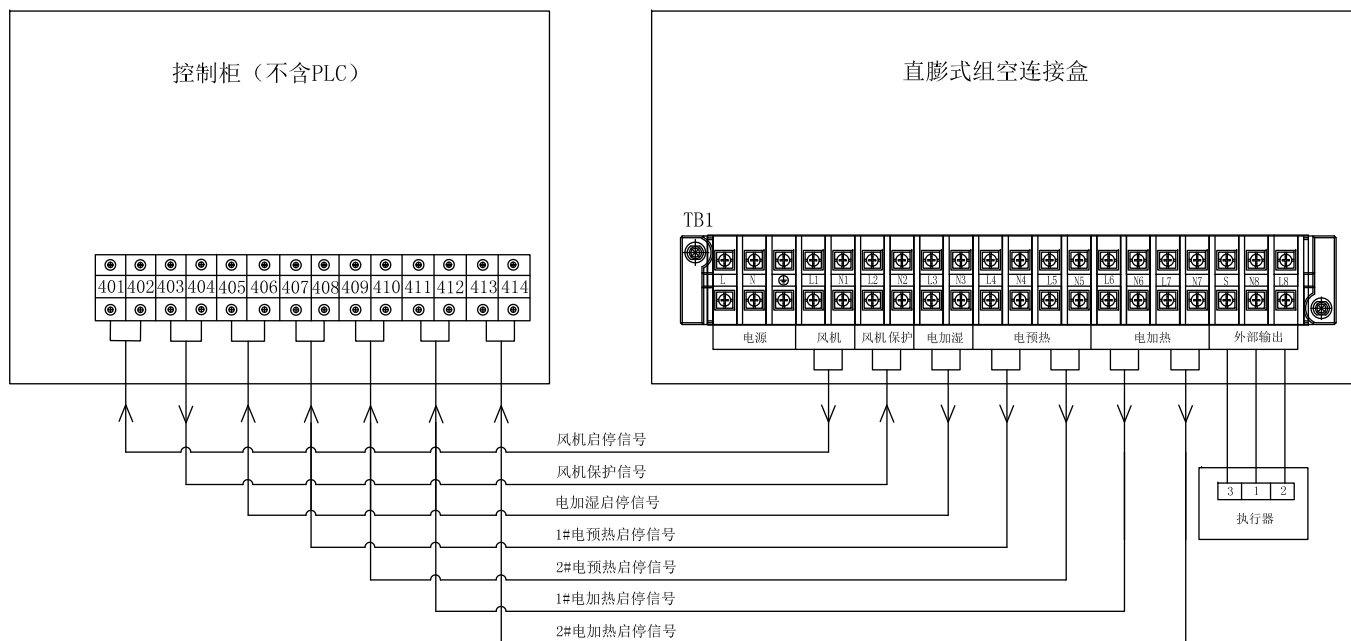 控制柜（不含PLC）
直膨式组空连接盒
TB1
401 402 403 404 405 406 407 408 409 410 411 412 413 414
L N L1 N1 L2 N2 L3 N3 L4 N4 L5 N5 L6 N6 L7 N7 S N8 L8
电源 风机 风机保护 电加湿 电预热 电加热 外部输出
风机启停信号
风机保护信号
电加湿启停信号
1#电预热启停信号
2#电预热启停信号
1#电加热启停信号
2#电加热启停信号
3 1 2
执行器